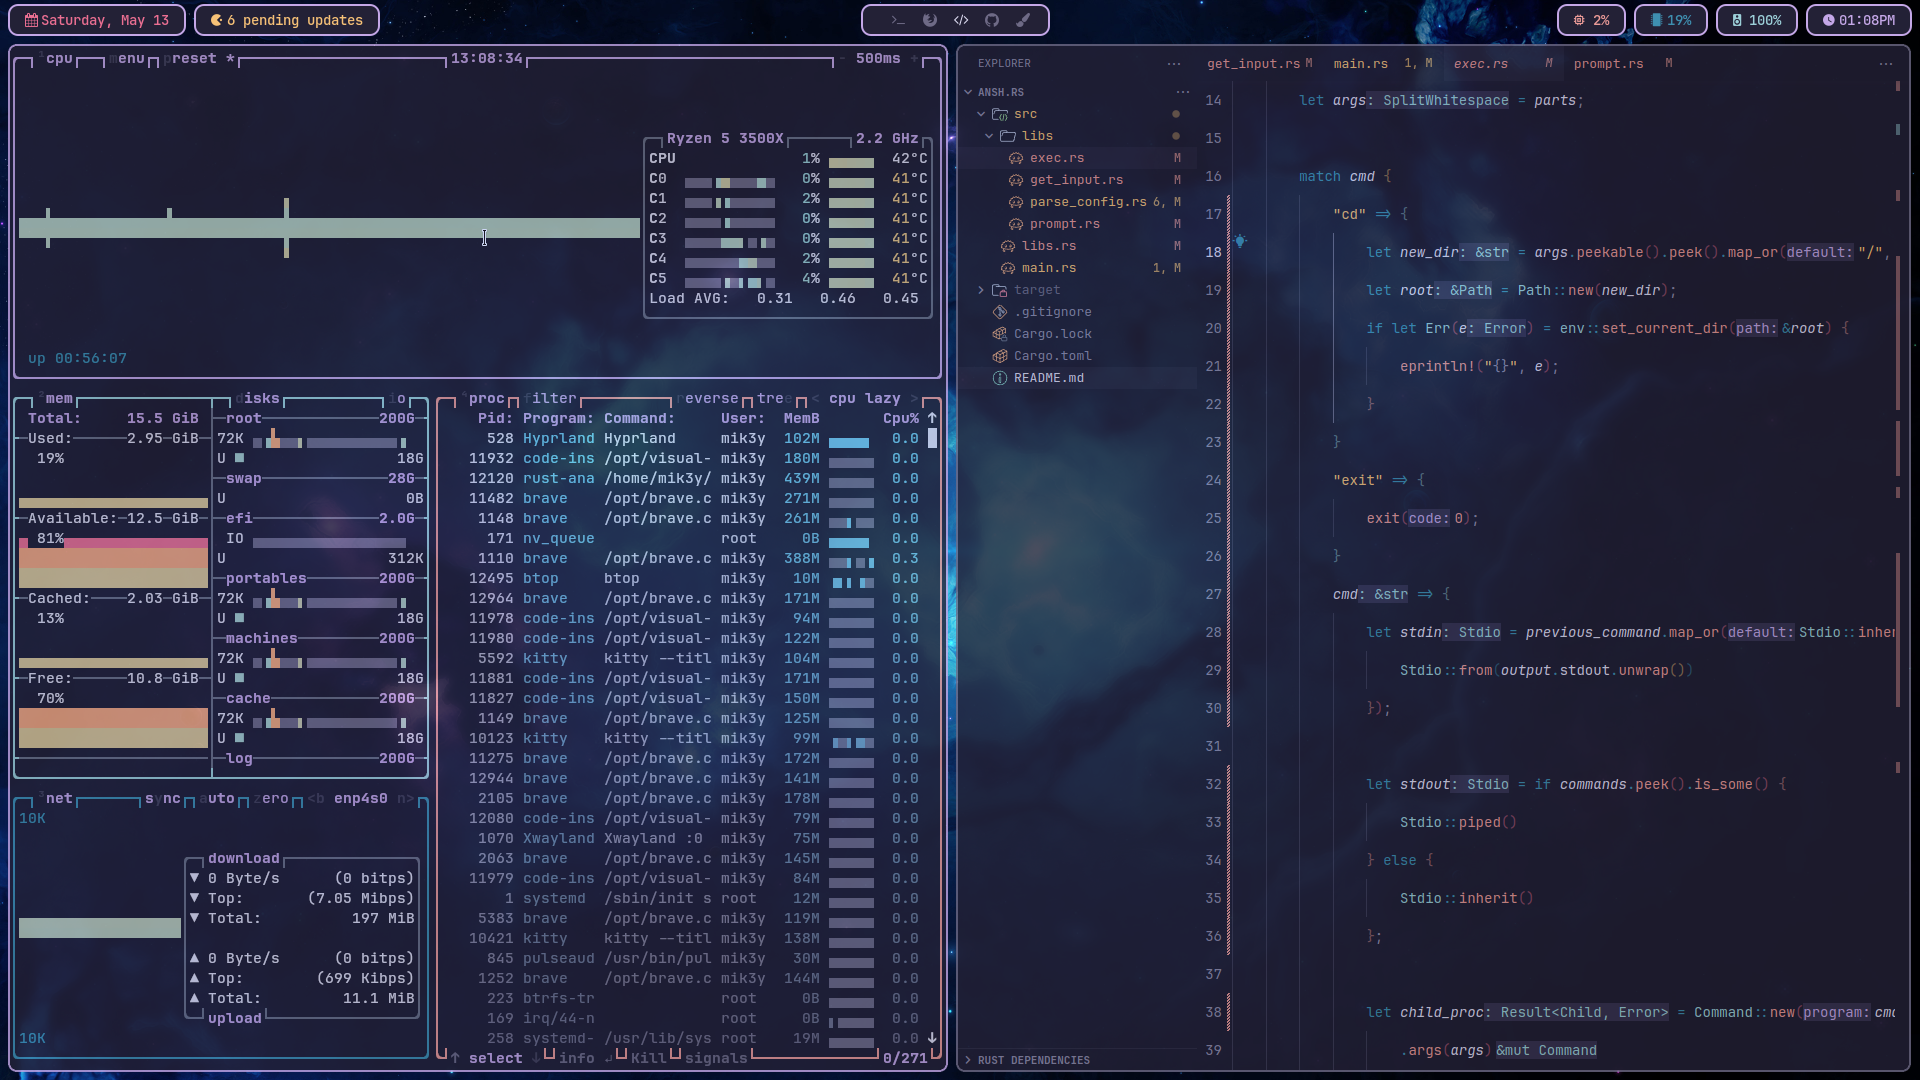 Saturday, May 13
6 pending updates
2%
19%
100%
01:08PM
cpu
menu
preset *
13:08:34
- 500ms +
Ryzen 5 3500X 2.2 GHz
CPU 1% 42°C
C0 0% 41°C
C1 2% 41°C
C2 0% 41°C
C3 0% 41°C
C4 2% 41°C
C5 4% 41°C
Load AVG: 0.31 0.46 0.45
up 00:56:07
mem
Total: 15.5 GiB
Used: 2.95 GiB
19%
Available: 12.5 GiB
81%
Cached: 2.03 GiB
13%
Free: 10.8 GiB
70%
disks io
root 200G
72K
U 18G
swap 28G
U 0B
efi 2.0G
IO
U 312K
portables 200G
72K
U 18G
machines 200G
72K
U 18G
cache 200G
72K
U 18G
log 200G
net sync auto zero <b enp4s0 n>
10K
download
▼ 0 Byte/s (0 bitps)
▼ Top: (7.05 Mibps)
▼ Total: 197 MiB
▲ 0 Byte/s (0 bitps)
▲ Top: (699 Kibps)
▲ Total: 11.1 MiB
upload
10K
proc filter reverse tree < cpu lazy >
Pid: Program: Command: User: MemB Cpu% ↑
528 Hyprland Hyprland mik3y 102M 0.0
11932 code-ins /opt/visual- mik3y 180M 0.0
12120 rust-ana /home/mik3y/ mik3y 439M 0.0
11482 brave /opt/brave.c mik3y 271M 0.0
1148 brave /opt/brave.c mik3y 261M 0.0
171 nv_queue root 0B 0.0
1110 brave /opt/brave.c mik3y 388M 0.3
12495 btop btop mik3y 10M 0.0
12964 brave /opt/brave.c mik3y 171M 0.0
11978 code-ins /opt/visual- mik3y 94M 0.0
11980 code-ins /opt/visual- mik3y 122M 0.0
5592 kitty kitty --titl mik3y 104M 0.0
11881 code-ins /opt/visual- mik3y 171M 0.0
11827 code-ins /opt/visual- mik3y 150M 0.0
1149 brave /opt/brave.c mik3y 125M 0.0
10123 kitty kitty --titl mik3y 99M 0.0
11275 brave /opt/brave.c mik3y 172M 0.0
12944 brave /opt/brave.c mik3y 141M 0.0
2105 brave /opt/brave.c mik3y 178M 0.0
12080 code-ins /opt/visual- mik3y 79M 0.0
1070 Xwayland Xwayland :0 mik3y 75M 0.0
2063 brave /opt/brave.c mik3y 145M 0.0
11979 code-ins /opt/visual- mik3y 84M 0.0
1 systemd /sbin/init s root 12M 0.0
5383 brave /opt/brave.c mik3y 119M 0.0
10421 kitty kitty --titl mik3y 138M 0.0
845 pulseaud /usr/bin/pul mik3y 30M 0.0
1252 brave /opt/brave.c mik3y 144M 0.0
223 btrfs-tr root 0B 0.0
169 irq/44-n root 0B 0.0
258 systemd- /usr/lib/sys root 19M 0.0 ↓
↑ select ↓ info ↵ Kill signals 0/271
EXPLORER ···
ANSH.RS ···
src
libs
exec.rs M
get_input.rs M
parse_config.rs 6, M
prompt.rs M
libs.rs M
main.rs 1, M
target
.gitignore
Cargo.lock
Cargo.toml
README.md
RUST DEPENDENCIES
get_input.rs M main.rs 1, M exec.rs M prompt.rs M ···
14 let args: SplitWhitespace = parts;
15
16 match cmd {
17 "cd" => {
18 let new_dir: &str = args.peekable().peek().map_or(default: "/",
19 let root: &Path = Path::new(new_dir);
20 if let Err(e: Error) = env::set_current_dir(path: &root) {
21 eprintln!("{}", e);
22 }
23 }
24 "exit" => {
25 exit(code: 0);
26 }
27 cmd: &str => {
28 let stdin: Stdio = previous_command.map_or(default: Stdio::inher
29 Stdio::from(output.stdout.unwrap())
30 });
31
32 let stdout: Stdio = if commands.peek().is_some() {
33 Stdio::piped()
34 } else {
35 Stdio::inherit()
36 };
37
38 let child_proc: Result<Child, Error> = Command::new(program: cmd
39 .args(args) &mut Command